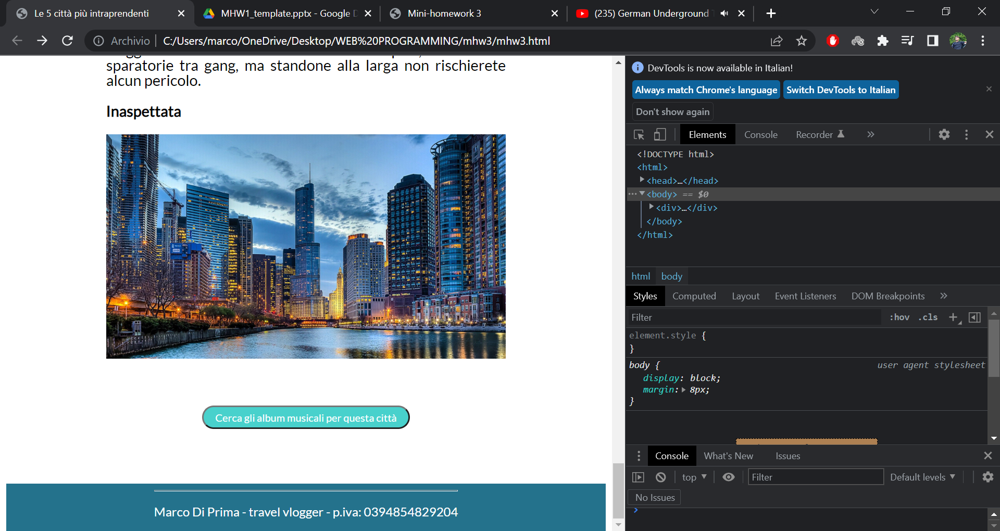 Le 5 città più intraprendenti
MHW1_template.pptx - Google D
Mini-homework 3
(235) German Underground
Archivio
C:/Users/marco/OneDrive/Desktop/WEB%20PROGRAMMING/mhw3/mhw3.html
sparatorie tra gang, ma standone alla larga non rischierete
alcun pericolo.
Inaspettata
Cerca gli album musicali per questa città
Marco Di Prima - travel vlogger - p.iva: 0394854829204
DevTools is now available in Italian!
Always match Chrome's language
Switch DevTools to Italian
Don't show again
Elements Console Recorder »
<!DOCTYPE html>
<html>
<head>…</head>
<body> == $0
<div>…</div>
</body>
</html>
html body
Styles Computed Layout Event Listeners DOM Breakpoints »
Filter :hov .cls +
element.style {
}
body { user agent stylesheet
display: block;
margin: 8px;
}
Console What's New Issues
top Filter Default levels
No Issues